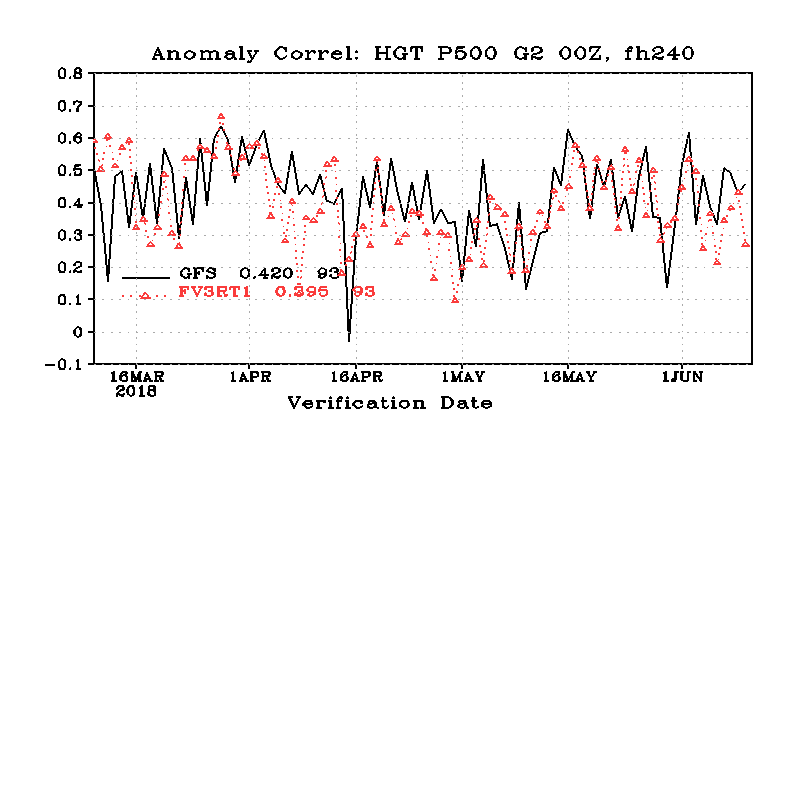 Anomaly Correl: HGT P500 G2 00Z, fh240
0.8
0.7
0.6
0.5
0.4
0.3
0.2
0.1
0
-0.1
GFS 0.420 93
FV3RT1 0.395 93
16MAR 1APR 16APR 1MAY 16MAY 1JUN
2018
Verification Date